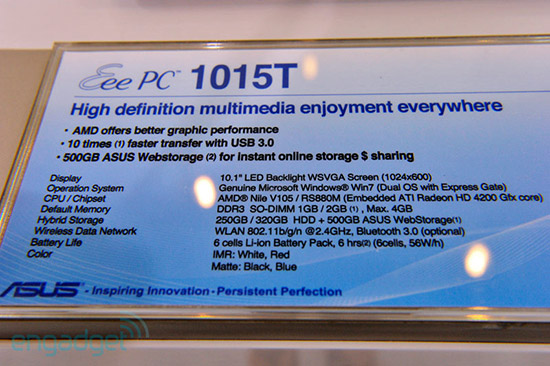 Eee PC™ 1015T
High definition multimedia enjoyment everywhere
• AMD offers better graphic performance
• 10 times (1) faster transfer with USB 3.0
• 500GB ASUS Webstorage (2) for instant online storage $ sharing
Display 10.1" LED Backlight WSVGA Screen (1024x600)
Operation System Genuine Microsoft Windows® Win7 (Dual OS with Express Gate)
CPU / Chipset AMD® Nile V105 / RS880M (Embedded ATI Radeon HD 4200 Gfx core)
Default Memory DDR3 SO-DIMM 1GB / 2GB (1) , Max. 4GB
Hybrid Storage 250GB / 320GB HDD + 500GB ASUS WebStorage(1)
Wireless Data Network WLAN 802.11b/g/n @2.4GHz, Bluetooth 3.0 (optional)
Battery Life 6 cells Li-ion Battery Pack, 6 hrs(2) (6cells, 56W/h)
Color IMR: White, Red
Matte: Black, Blue
ASUS - Inspiring Innovation · Persistent Perfection
engadget